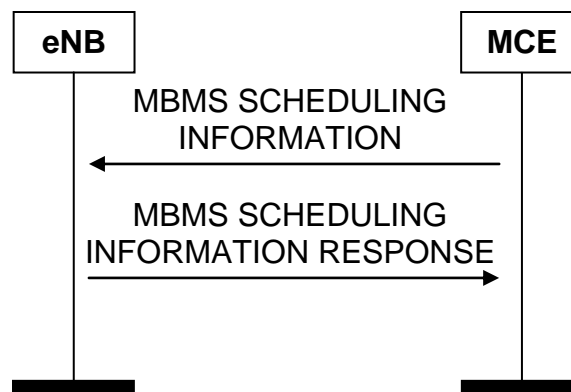 eNB
MCE
MBMS SCHEDULING
INFORMATION
MBMS SCHEDULING
INFORMATION RESPONSE